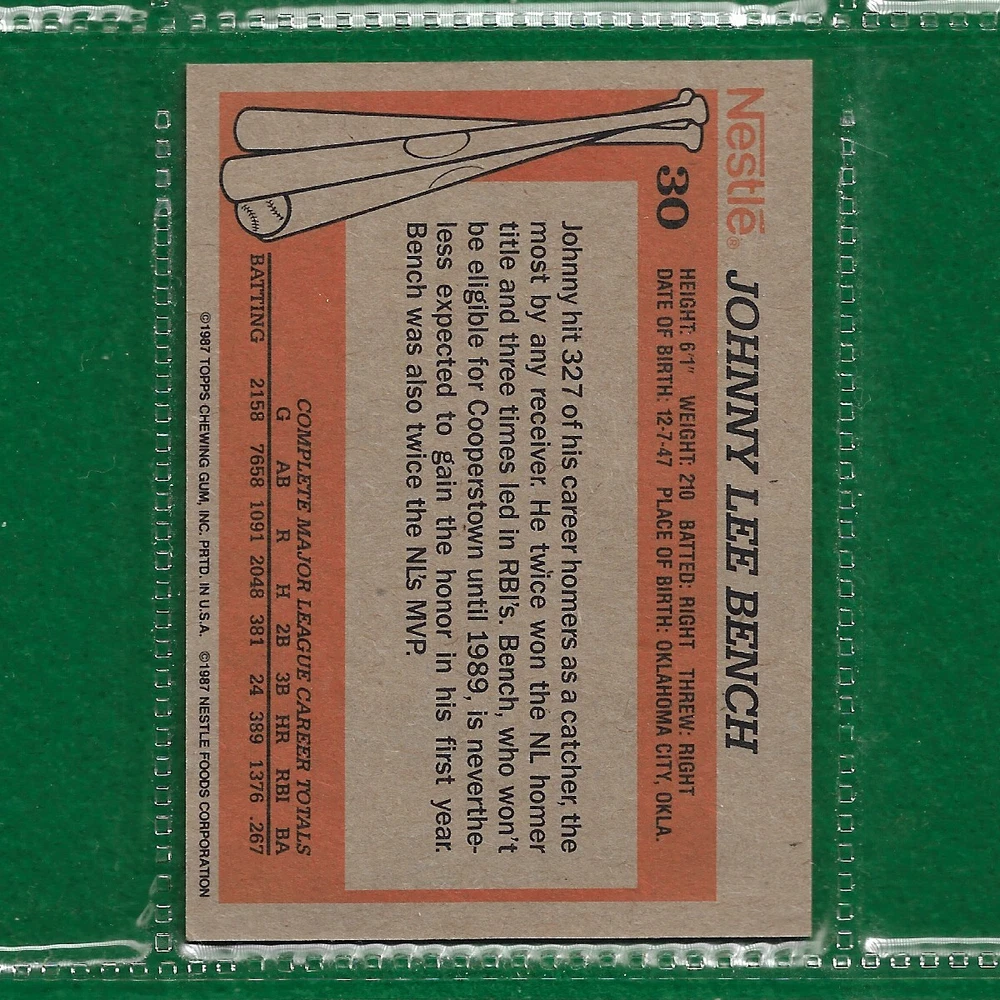 Nestlé®
30
JOHNNY LEE BENCH
HEIGHT: 6'1" WEIGHT: 210 BATTED: RIGHT THREW: RIGHT
DATE OF BIRTH: 12-7-47 PLACE OF BIRTH: OKLAHOMA CITY, OKLA.
Johnny hit 327 of his career homers as a catcher, the
most by any receiver. He twice won the NL homer
title and three times led in RBI's. Bench, who won't
be eligible for Cooperstown until 1989, is neverthe-
less expected to gain the honor in his first year.
Bench was also twice the NL's MVP.
COMPLETE MAJOR LEAGUE CAREER TOTALS
G AB R H 2B 3B HR RBI BA
BATTING 2158 7658 1091 2048 381 24 389 1376 .267
©1987 TOPPS CHEWING GUM, INC. PRTD. IN U.S.A. ©1987 NESTLE FOODS CORPORATION